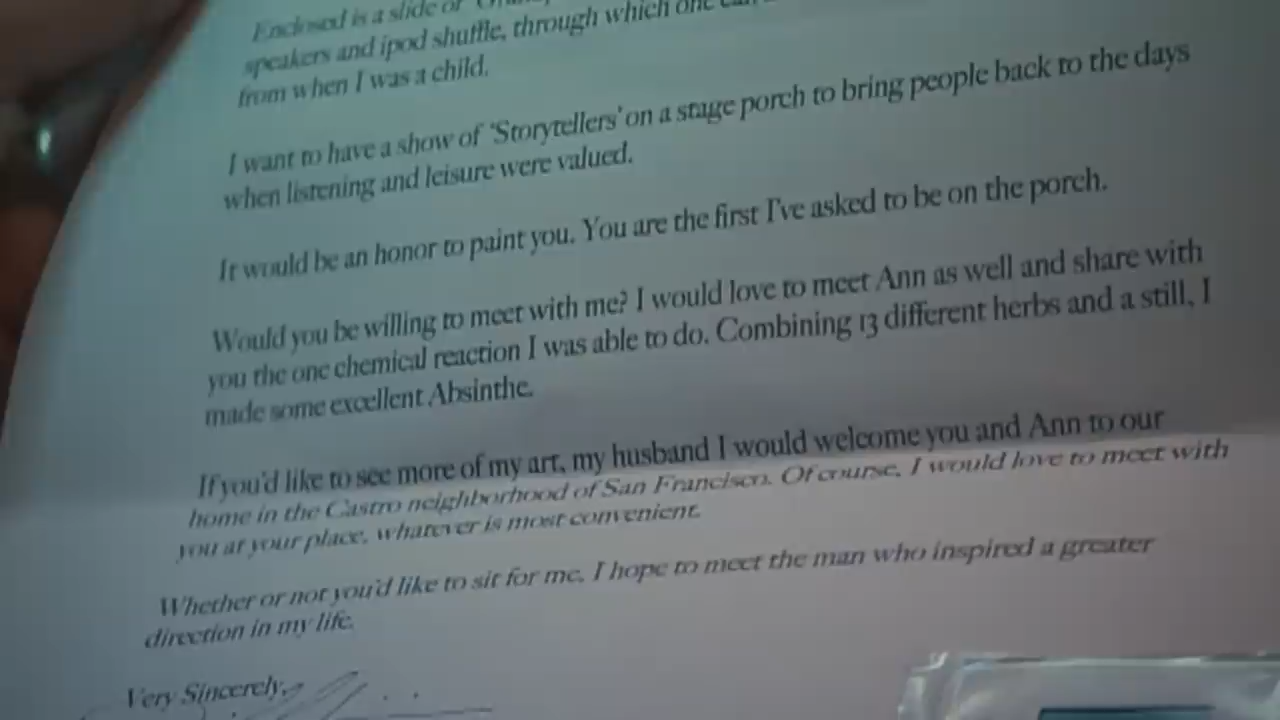 Enclosed is a slide of
speakers and ipod shuffle, through which one can
from when I was a child.
I want to have a show of 'Storytellers' on a stage porch to bring people back to the days
when listening and leisure were valued.
It would be an honor to paint you. You are the first I've asked to be on the porch.
Would you be willing to meet with me? I would love to meet Ann as well and share with
you the one chemical reaction I was able to do. Combining 13 different herbs and a still, I
made some excellent Absinthe.
If you'd like to see more of my art, my husband I would welcome you and Ann to our
home in the Castro neighborhood of San Francisco. Of course, I would love to meet with
you at your place, whatever is most convenient.
Whether or not you'd like to sit for me, I hope to meet the man who inspired a greater
direction in my life.
Very Sincerely,